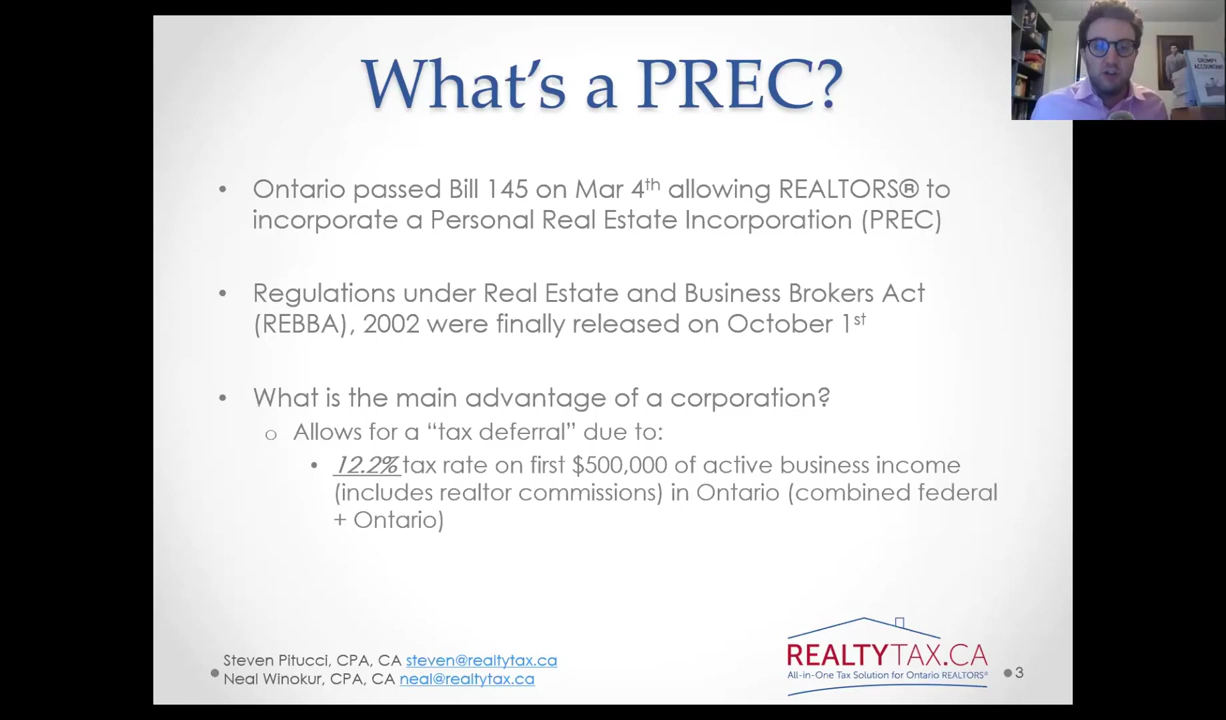 What's a PREC?
• Ontario passed Bill 145 on Mar 4th allowing REALTORS® to
incorporate a Personal Real Estate Incorporation (PREC)
• Regulations under Real Estate and Business Brokers Act
(REBBA), 2002 were finally released on October 1st
• What is the main advantage of a corporation?
o Allows for a “tax deferral” due to:
• 12.2% tax rate on first $500,000 of active business income
(includes realtor commissions) in Ontario (combined federal
+ Ontario)
Steven Pitucci, CPA, CA steven@realtytax.ca
Neal Winokur, CPA, CA neal@realtytax.ca
REALTYTAX.CA
All-in-One Tax Solution for Ontario REALTORS®
3
GRUMPY
ACCOUNTANT